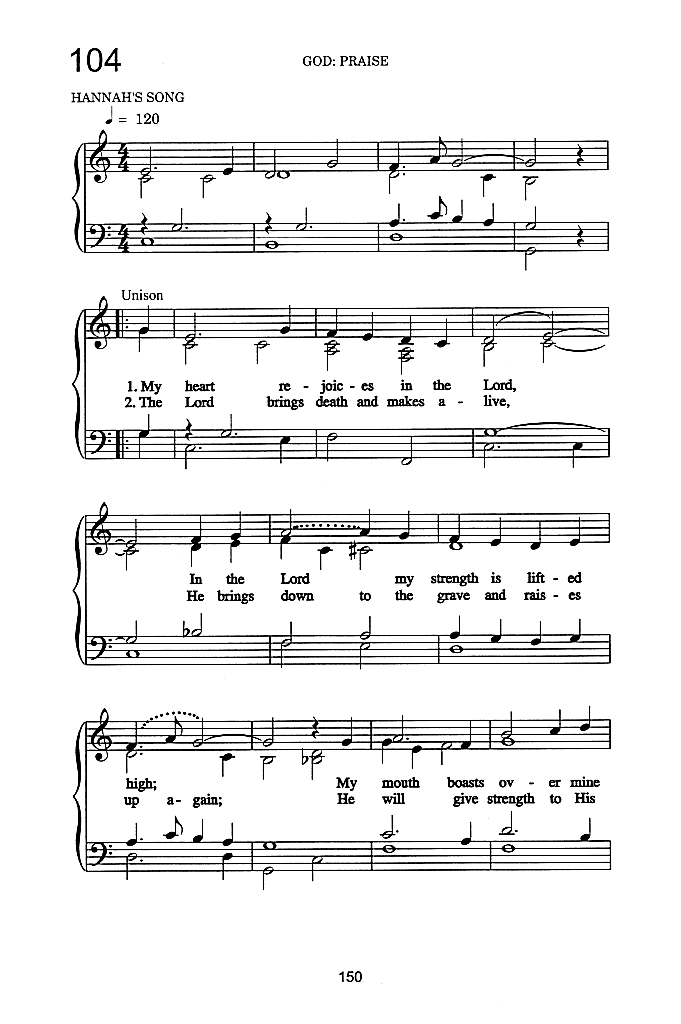 104
GOD: PRAISE
HANNAH'S SONG
♩ = 120
Unison
1. My heart re - joic - es in the Lord,
2. The Lord brings death and makes a - live,
In the Lord my strength is lift - ed
He brings down to the grave and rais - es
high; My mouth boasts ov - er mine
up a - gain; He will give strength to His
150